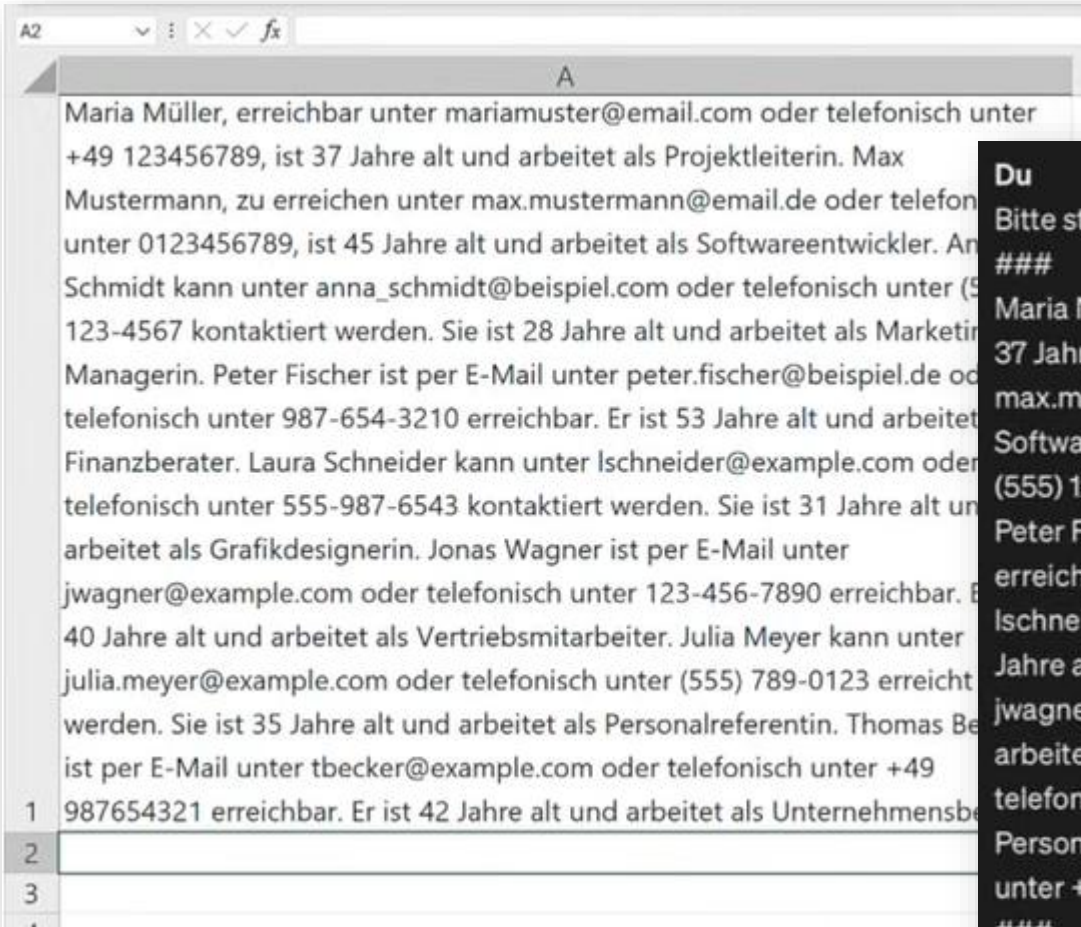 A2
fx
A
Maria Müller, erreichbar unter mariamuster@email.com oder telefonisch unter
+49 123456789, ist 37 Jahre alt und arbeitet als Projektleiterin. Max
Mustermann, zu erreichen unter max.mustermann@email.de oder telefon
unter 0123456789, ist 45 Jahre alt und arbeitet als Softwareentwickler. An
Schmidt kann unter anna_schmidt@beispiel.com oder telefonisch unter (5
123-4567 kontaktiert werden. Sie ist 28 Jahre alt und arbeitet als Marketin
Managerin. Peter Fischer ist per E-Mail unter peter.fischer@beispiel.de od
telefonisch unter 987-654-3210 erreichbar. Er ist 53 Jahre alt und arbeitet
Finanzberater. Laura Schneider kann unter lschneider@example.com oder
telefonisch unter 555-987-6543 kontaktiert werden. Sie ist 31 Jahre alt un
arbeitet als Grafikdesignerin. Jonas Wagner ist per E-Mail unter
jwagner@example.com oder telefonisch unter 123-456-7890 erreichbar. E
40 Jahre alt und arbeitet als Vertriebsmitarbeiter. Julia Meyer kann unter
julia.meyer@example.com oder telefonisch unter (555) 789-0123 erreicht
werden. Sie ist 35 Jahre alt und arbeitet als Personalreferentin. Thomas Be
ist per E-Mail unter tbecker@example.com oder telefonisch unter +49
1 987654321 erreichbar. Er ist 42 Jahre alt und arbeitet als Unternehmensbe
2
3
Du
Bitte st
###
Maria
37 Jahr
max.m
Softwa
(555) 1
Peter F
erreich
lschne
Jahre a
jwagne
arbeite
telefon
Person
unter +
###